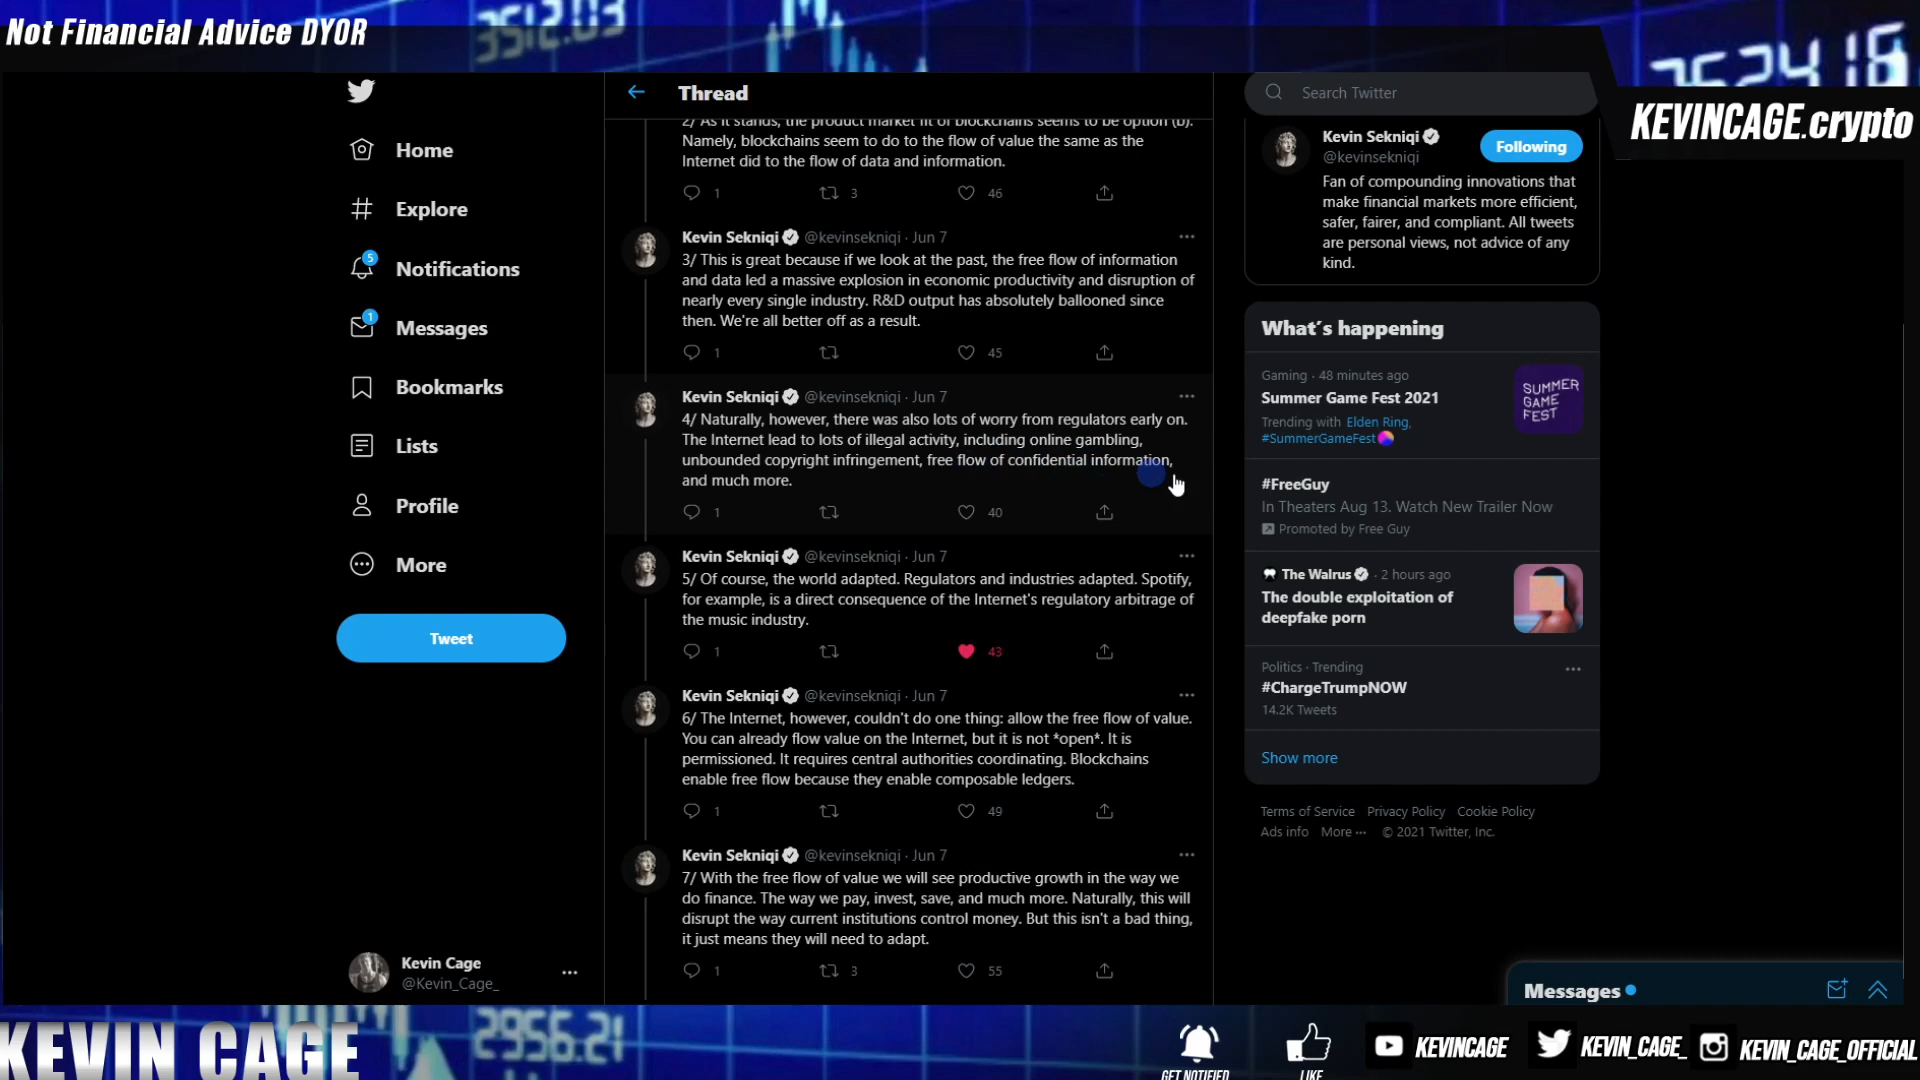 Not Financial Advice DYOR
3512.03
KEVINCAGE.crypto
Home
Explore
5
Notifications
1
Messages
Bookmarks
Lists
Profile
More
Tweet
Kevin Cage
@Kevin_Cage_
Thread
2/ As it stands, the product market fit of blockchains seems to be option (b).
Namely, blockchains seem to do to the flow of value the same as the
Internet did to the flow of data and information.
1 3 46
Kevin Sekniqi @kevinsekniqi · Jun 7
3/ This is great because if we look at the past, the free flow of information
and data led a massive explosion in economic productivity and disruption of
nearly every single industry. R&D output has absolutely ballooned since
then. We're all better off as a result.
1 45
Kevin Sekniqi @kevinsekniqi · Jun 7
4/ Naturally, however, there was also lots of worry from regulators early on.
The Internet lead to lots of illegal activity, including online gambling,
unbounded copyright infringement, free flow of confidential information,
and much more.
1 40
Kevin Sekniqi @kevinsekniqi · Jun 7
5/ Of course, the world adapted. Regulators and industries adapted. Spotify,
for example, is a direct consequence of the Internet's regulatory arbitrage of
the music industry.
1 43
Kevin Sekniqi @kevinsekniqi · Jun 7
6/ The Internet, however, couldn't do one thing: allow the free flow of value.
You can already flow value on the Internet, but it is not *open*. It is
permissioned. It requires central authorities coordinating. Blockchains
enable free flow because they enable composable ledgers.
1 49
Kevin Sekniqi @kevinsekniqi · Jun 7
7/ With the free flow of value we will see productive growth in the way we
do finance. The way we pay, invest, save, and much more. Naturally, this will
disrupt the way current institutions control money. But this isn't a bad thing,
it just means they will need to adapt.
1 3 55
Search Twitter
Kevin Sekniqi
@kevinsekniqi
Following
Fan of compounding innovations that
make financial markets more efficient,
safer, fairer, and compliant. All tweets
are personal views, not advice of any
kind.
What's happening
Gaming · 48 minutes ago
Summer Game Fest 2021
Trending with Elden Ring,
#SummerGameFest
SUMMER
GAME
FEST
#FreeGuy
In Theaters Aug 13. Watch New Trailer Now
Promoted by Free Guy
The Walrus · 2 hours ago
The double exploitation of
deepfake porn
Politics · Trending
#ChargeTrumpNOW
14.2K Tweets
Show more
Terms of Service Privacy Policy Cookie Policy
Ads info More ··· © 2021 Twitter, Inc.
Messages
KEVIN CAGE
2956.21
GET NOTIFIED
LIKE
KEVINCAGE
KEVIN_CAGE_
KEVIN_CAGE_OFFICIAL